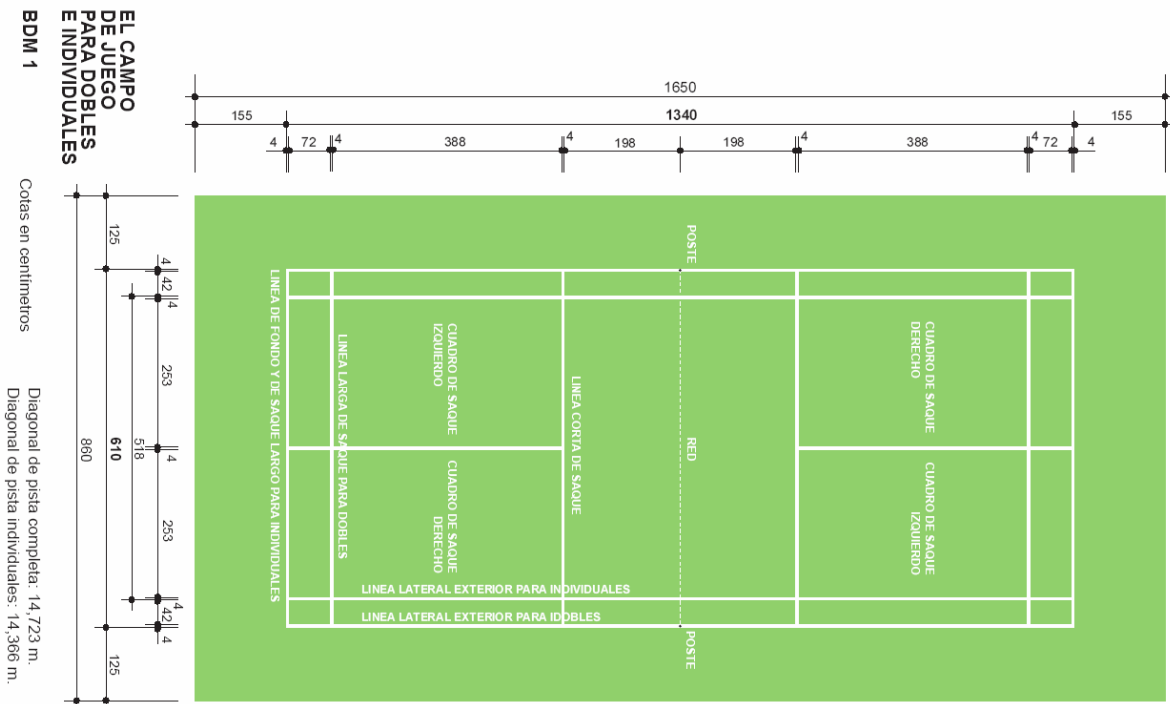 EL CAMPO
DE JUEGO
PARA DOBLES
E INDIVIDUALES
BDM 1
Cotas en centímetros
Diagonal de pista completa: 14,723 m.
Diagonal de pista individuales: 14,366 m.
1650
155
1340
155
4
72
4
388
4
198
198
4
388
4
72
4
125
4
42
4
253
4
253
4
42
4
125
518
610
860
POSTE
LINEA DE FONDO Y DE SAQUE LARGO PARA INDIVIDUALES
LINEA LARGA DE SAQUE PARA DOBLES
CUADRO DE SAQUE
IZQUIERDO
CUADRO DE SAQUE
DERECHO
LINEA CORTA DE SAQUE
RED
CUADRO DE SAQUE
DERECHO
CUADRO DE SAQUE
IZQUIERDO
LINEA LATERAL EXTERIOR PARA INDIVIDUALES
LINEA LATERAL EXTERIOR PARA IDOBLES
POSTE